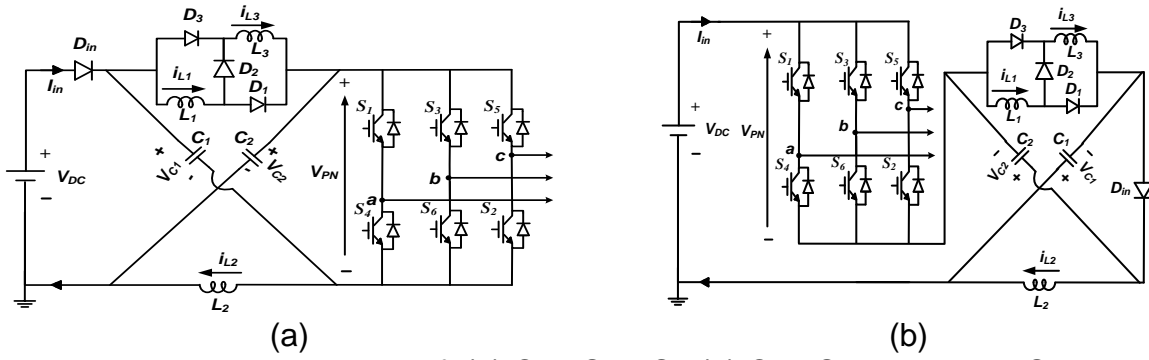 D3
iL3
L3
Din
iL1
D2
D1
Iin
L1
C1
C2
+
VC1
-
+
VC2
-
+
VDC
-
+
VPN
-
S1
S3
S5
c
b
a
S4
S6
S2
iL2
L2
(a)
Iin
+
VDC
-
+
VPN
-
S1
S3
S5
c
b
a
S4
S6
S2
D3
iL3
L3
iL1
D2
D1
L1
C2
C1
-
VC2
+
-
VC1
+
Din
iL2
L2
(b)